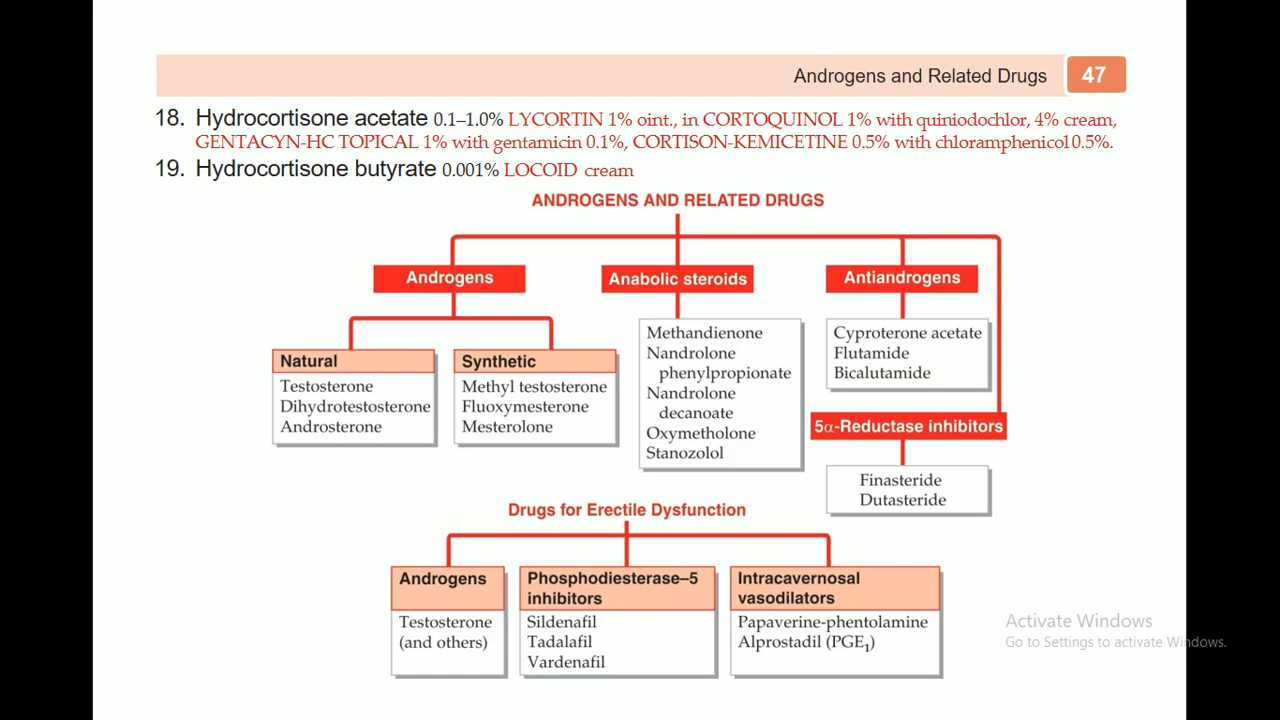 Androgens and Related Drugs 47
18. Hydrocortisone acetate 0.1–1.0% LYCORTIN 1% oint., in CORTOQUINOL 1% with quiniodochlor, 4% cream,
GENTACYN-HC TOPICAL 1% with gentamicin 0.1%, CORTISON-KEMICETINE 0.5% with chloramphenicol 0.5%.
19. Hydrocortisone butyrate 0.001% LOCOID cream
ANDROGENS AND RELATED DRUGS
Androgens
Anabolic steroids
Antiandrogens
Natural
Testosterone
Dihydrotestosterone
Androsterone
Synthetic
Methyl testosterone
Fluoxymesterone
Mesterolone
Methandienone
Nandrolone
phenylpropionate
Nandrolone
decanoate
Oxymetholone
Stanozolol
Cyproterone acetate
Flutamide
Bicalutamide
5α-Reductase inhibitors
Finasteride
Dutasteride
Drugs for Erectile Dysfunction
Androgens
Testosterone
(and others)
Phosphodiesterase–5
inhibitors
Sildenafil
Tadalafil
Vardenafil
Intracavernosal
vasodilators
Papaverine-phentolamine
Alprostadil (PGE₁)
Activate Windows
Go to Settings to activate Windows.